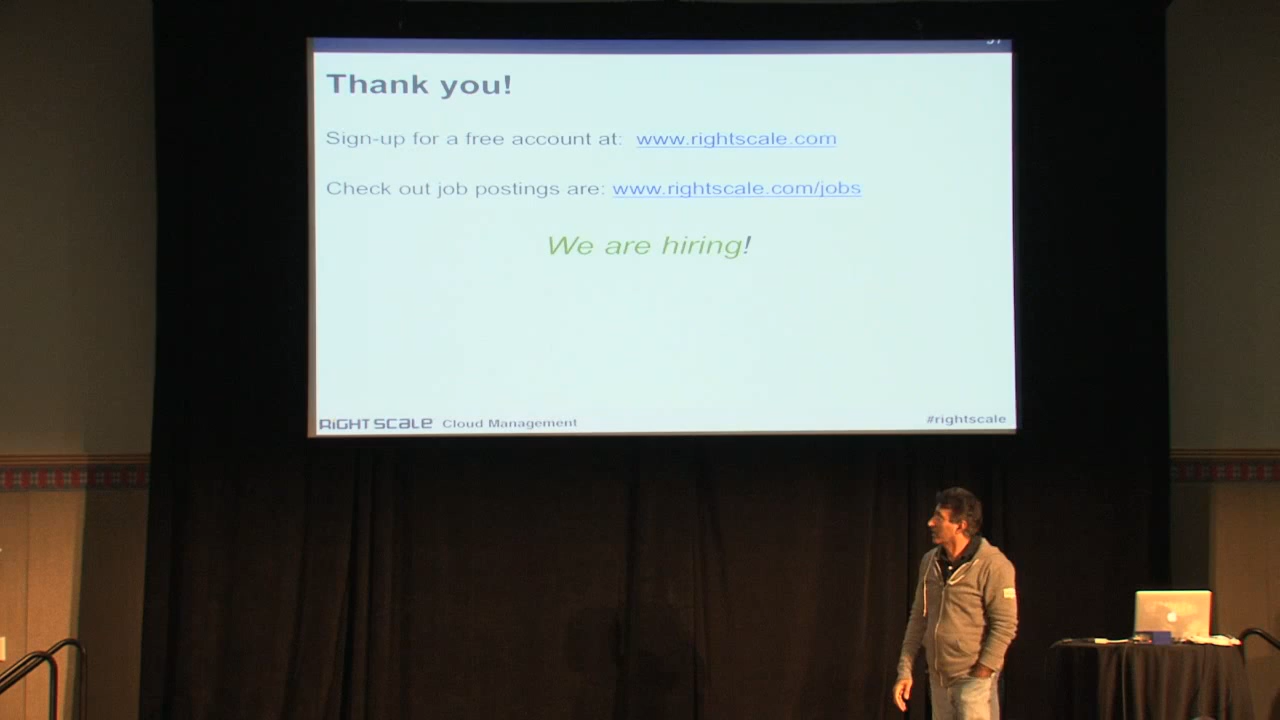 Thank you!
Sign-up for a free account at: www.rightscale.com
Check out job postings are: www.rightscale.com/jobs
We are hiring!
RIGHTSCALE Cloud Management
#rightscale